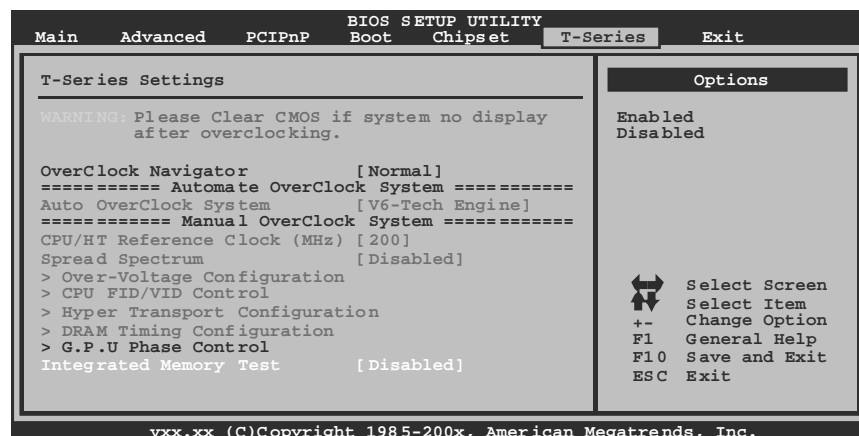 BIOS SETUP UTILITY
Main Advanced PCIPnP Boot Chipset T-Series Exit
T-Series Settings
WARNING: Please Clear CMOS if system no display
after overclocking.
OverClock Navigator [Normal]
=========== Automate OverClock System ===========
Auto OverClock System [V6-Tech Engine]
============ Manual OverClock System ============
CPU/HT Reference Clock (MHz) [200]
Spread Spectrum [Disabled]
> Over-Voltage Configuration
> CPU FID/VID Control
> Hyper Transport Configuration
> DRAM Timing Configuration
> G.P.U Phase Control
Integrated Memory Test [Disabled]
Options
Enabled
Disabled
Select Screen
Select Item
+- Change Option
F1 General Help
F10 Save and Exit
ESC Exit
vxx.xx (C)Copyright 1985-200x, American Megatrends, Inc.